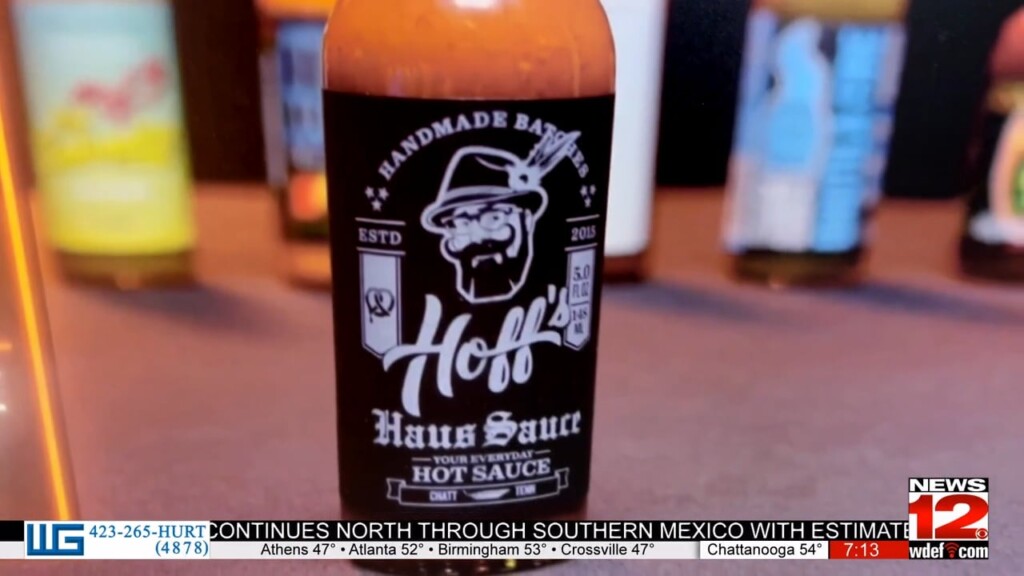 HANDMADE BATCHES
ESTD
2015
5.0
FL OZ
148
ML
Hoff's
Haus Sauce
YOUR EVERYDAY
HOT SAUCE
CHATT TENN
NEWS
12
wdef.com
WG 423-265-HURT
(4878)
CONTINUES NORTH THROUGH SOUTHERN MEXICO WITH ESTIMATE
Athens 47° • Atlanta 52° • Birmingham 53° • Crossville 47°
Chattanooga 54°
7:13